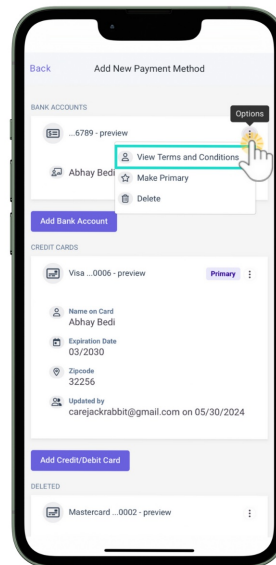 Back Add New Payment Method
BANK ACCOUNTS
Options
...6789 - preview
View Terms and Conditions
Abhay Bedi
Make Primary
Delete
Add Bank Account
CREDIT CARDS
Visa ...0006 - preview Primary
Name on Card
Abhay Bedi
Expiration Date
03/2030
Zipcode
32256
Updated by
carejackrabbit@gmail.com on 05/30/2024
Add Credit/Debit Card
DELETED
Mastercard ...0002 - preview